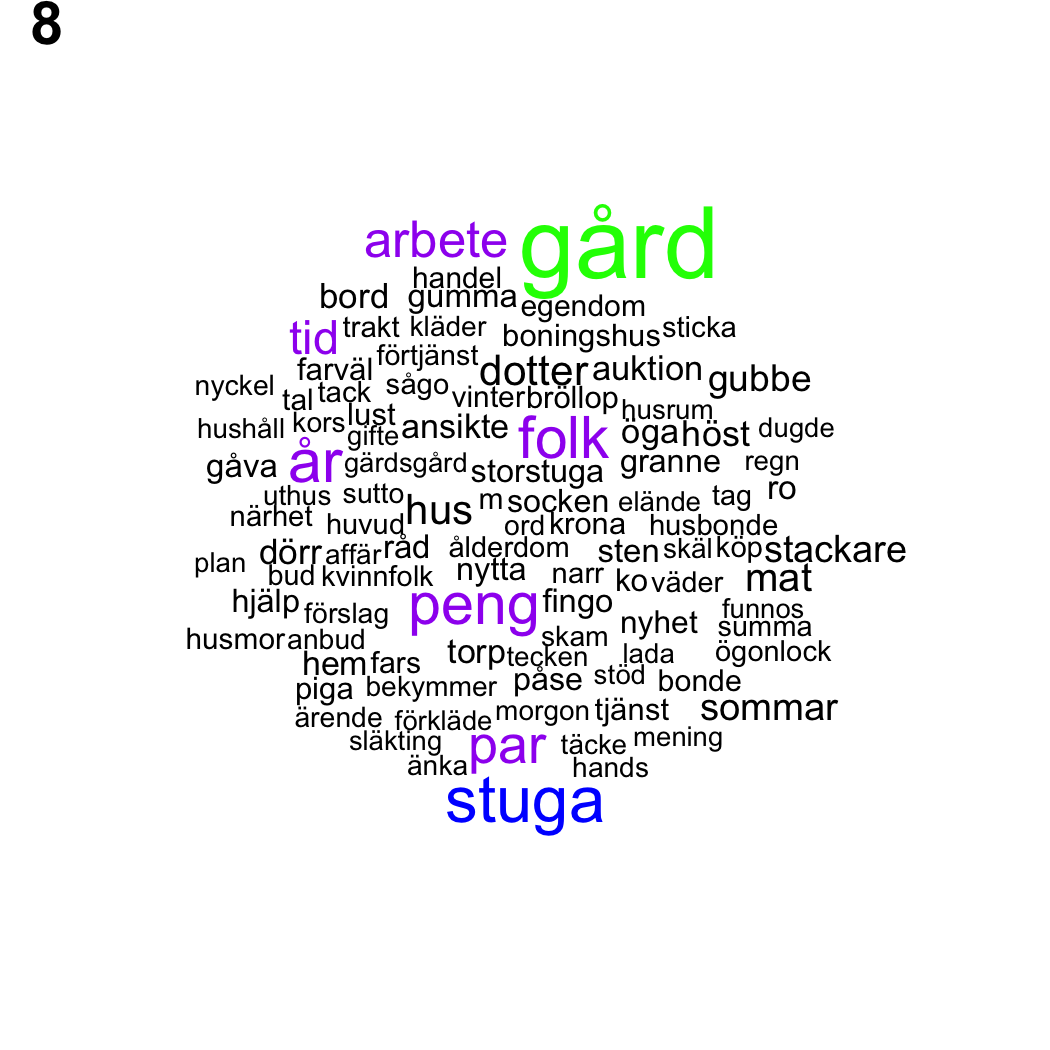 8
arbete gård
handel
bord gumma egendom
tid trakt kläder boningshus sticka
farväl förtjänst dotter auktion gubbe
nyckel tal tack sågo vinterbröllop husrum
hushåll kors lust gifte ansikte folk öga höst dugde
gåva år gärdsgård storstuga granne regn
uthus sutto hus m socken elände tag ro
närhet huvud ord krona husbonde
plan dörr affär råd ålderdom sten skäl köp stackare
bud kvinnfolk nytta narr ko väder mat
hjälp förslag peng fingo nyhet funnos
husmor anbud skam summa
hem fars torp tecken lada ögonlock
piga bekymmer påse stöd bonde
ärende förkläde morgon tjänst sommar
släkting par täcke mening
änka hands
stuga